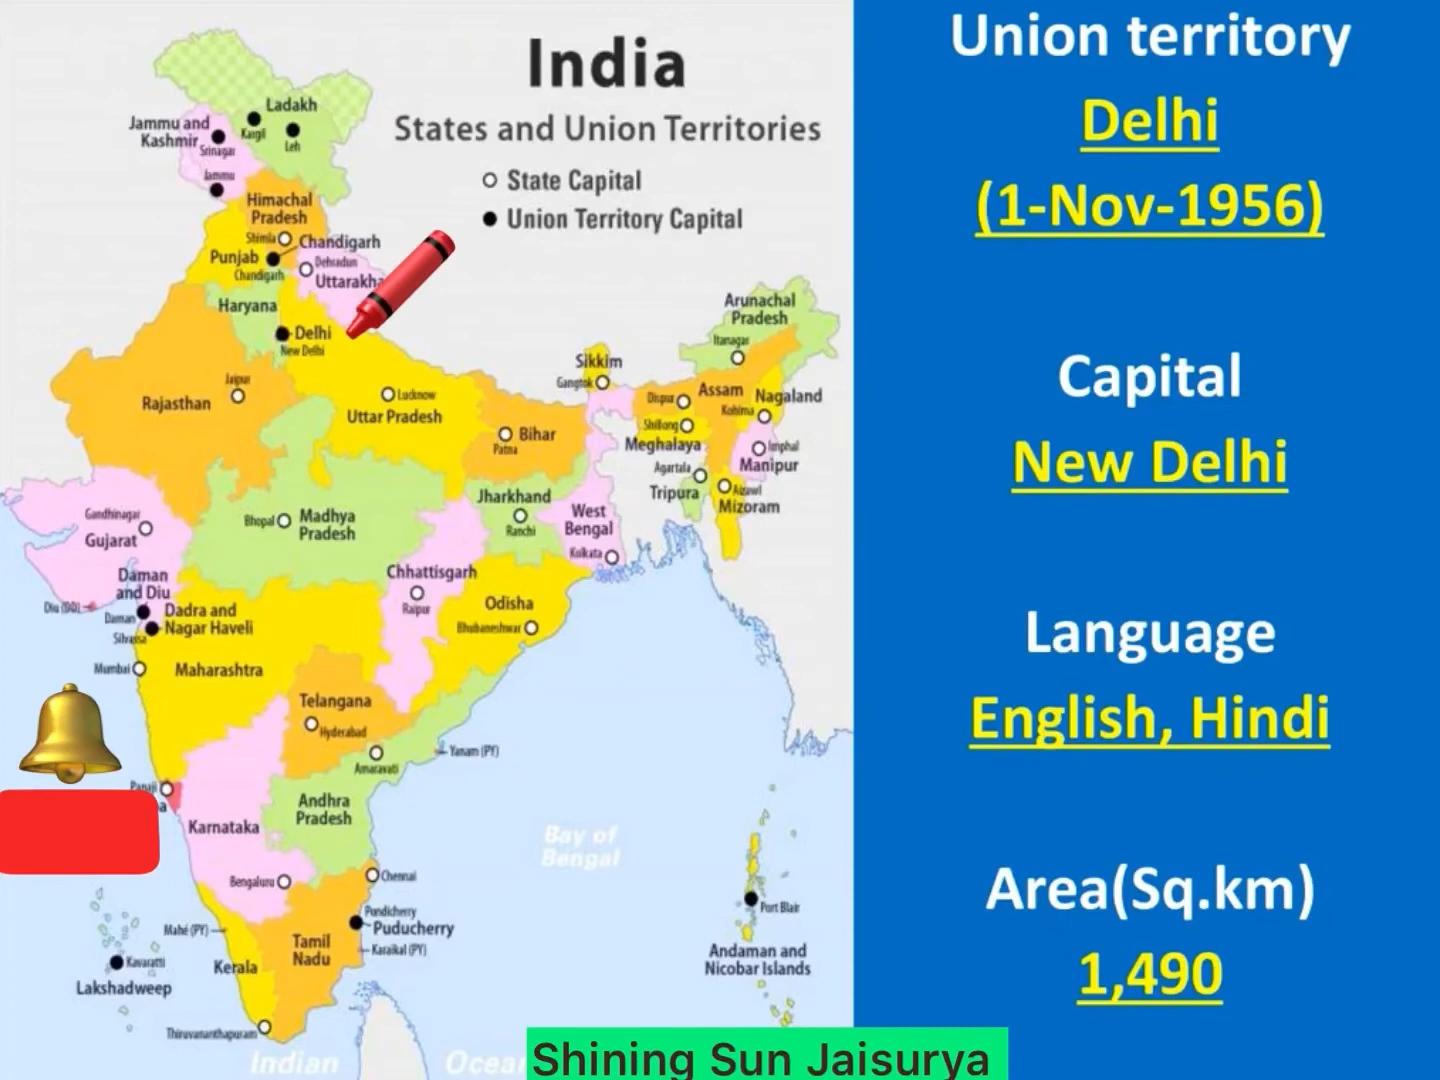 India
States and Union Territories
State Capital
Union Territory Capital
Ladakh
Kargil
Leh
Jammu and
Kashmir
Srinagar
Jammu
Himachal
Pradesh
Shimla
Chandigarh
Punjab
Chandigarh
Dehradun
Haryana
Delhi
New Delhi
Arunachal
Pradesh
Itanagar
Sikkim
Gangtok
Jaipur
Rajasthan
Lucknow
Uttar Pradesh
Dispur
Assam
Nagaland
Kohima
Shillong
Meghalaya
Bihar
Patna
Imphal
Manipur
Agartala
Tripura
Aizawl
Mizoram
Jharkhand
Ranchi
West
Bengal
Kolkata
Gandhinagar
Gujarat
Bhopal
Madhya
Pradesh
Daman
and Diu
Diu (DD)
Daman
Dadra and
Nagar Haveli
Silvassa
Chhattisgarh
Raipur
Odisha
Bhubaneshwar
Mumbai
Maharashtra
Telangana
Hyderabad
Amaravati
Yanam (PY)
Panaji
Andhra
Pradesh
Karnataka
Bay of
Bengal
Bengaluru
Chennai
Port Blair
Andaman and
Nicobar Islands
Mahé (PY)
Pondicherry
Puducherry
Karaikal (PY)
Tamil
Nadu
Kerala
Kavaratti
Lakshadweep
Thiruvananthapuram
Indian
Union territory
Delhi
(1-Nov-1956)
Capital
New Delhi
Language
English, Hindi
Area(Sq.km)
1,490
Shining Sun Jaisurya